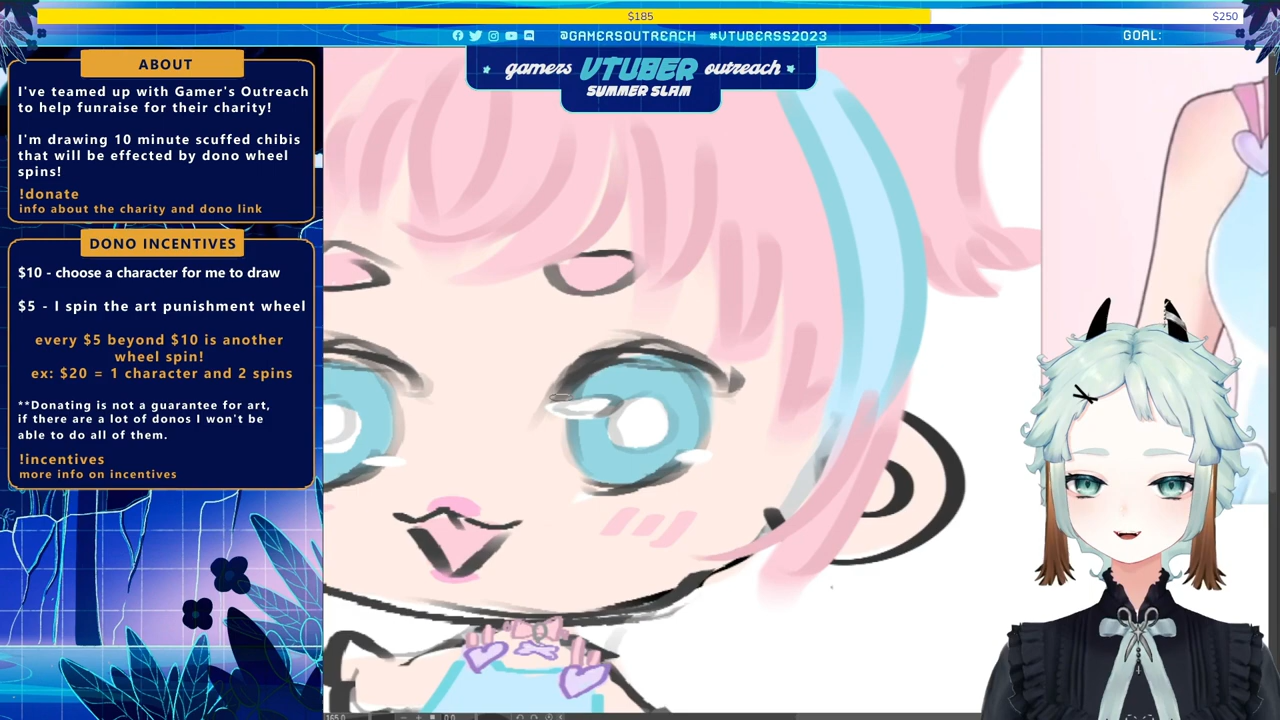 $185
$250
@GAMERSOUTREACH #VTUBERSS2023
GOAL:
gamers VTUBER outreach
SUMMER SLAM
ABOUT
I've teamed up with Gamer's Outreach
to help funraise for their charity!
I'm drawing 10 minute scuffed chibis
that will be effected by dono wheel
spins!
!donate
info about the charity and dono link
DONO INCENTIVES
$10 - choose a character for me to draw
$5 - I spin the art punishment wheel
every $5 beyond $10 is another
wheel spin!
ex: $20 = 1 character and 2 spins
**Donating is not a guarantee for art,
if there are a lot of donos I won't be
able to do all of them.
!incentives
more info on incentives